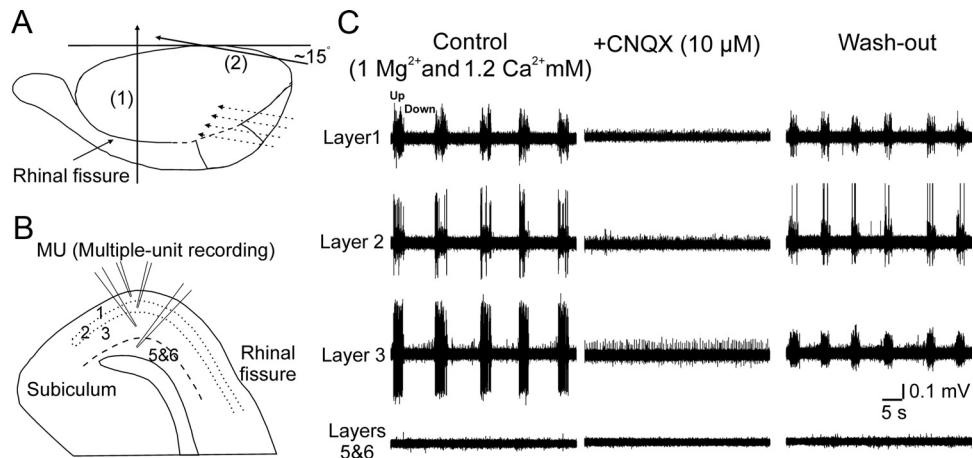 A
(1)
(2)
~15°
Rhinal fissure
B
MU (Multiple-unit recording)
1
2 3
5&6
Subiculum
Rhinal
fissure
C
Control
(1 Mg²⁺and 1.2 Ca²⁺mM)
+CNQX (10 µM)
Wash-out
Up
Down
Layer1
Layer 2
Layer 3
Layers
5&6
0.1 mV
5 s